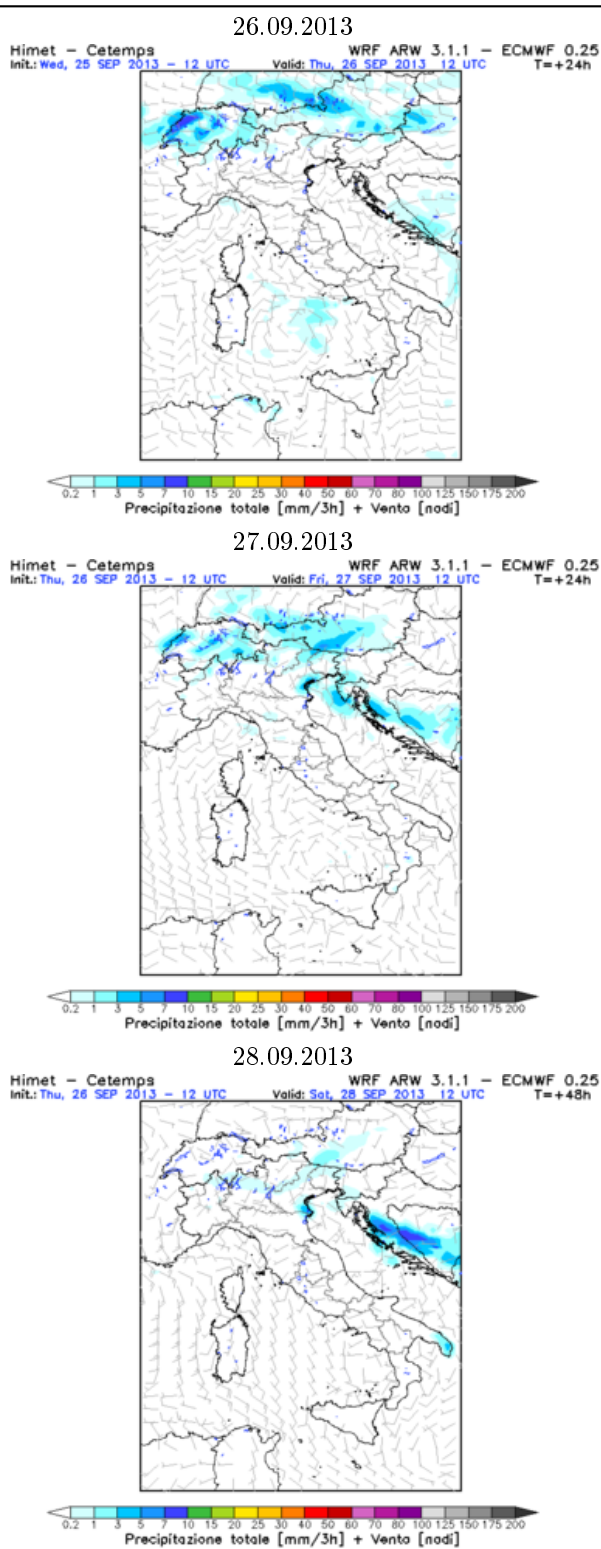 26.09.2013
Himet - Cetemps WRF ARW 3.1.1 - ECMWF 0.25
Init.: Wed, 25 SEP 2013 - 12 UTC Valid: Thu, 26 SEP 2013 12 UTC T=+24h
0.2 1 3 5 7 10 15 20 25 30 40 50 60 70 80 100 125 150 175 200
Precipitazione totale [mm/3h] + Vento [nodi]
27.09.2013
Himet - Cetemps WRF ARW 3.1.1 - ECMWF 0.25
Init.: Thu, 26 SEP 2013 - 12 UTC Valid: Fri, 27 SEP 2013 12 UTC T=+24h
0.2 1 3 5 7 10 15 20 25 30 40 50 60 70 80 100 125 150 175 200
Precipitazione totale [mm/3h] + Vento [nodi]
28.09.2013
Himet - Cetemps WRF ARW 3.1.1 - ECMWF 0.25
Init.: Thu, 26 SEP 2013 - 12 UTC Valid: Sat, 28 SEP 2013 12 UTC T=+48h
0.2 1 3 5 7 10 15 20 25 30 40 50 60 70 80 100 125 150 175 200
Precipitazione totale [mm/3h] + Vento [nodi]